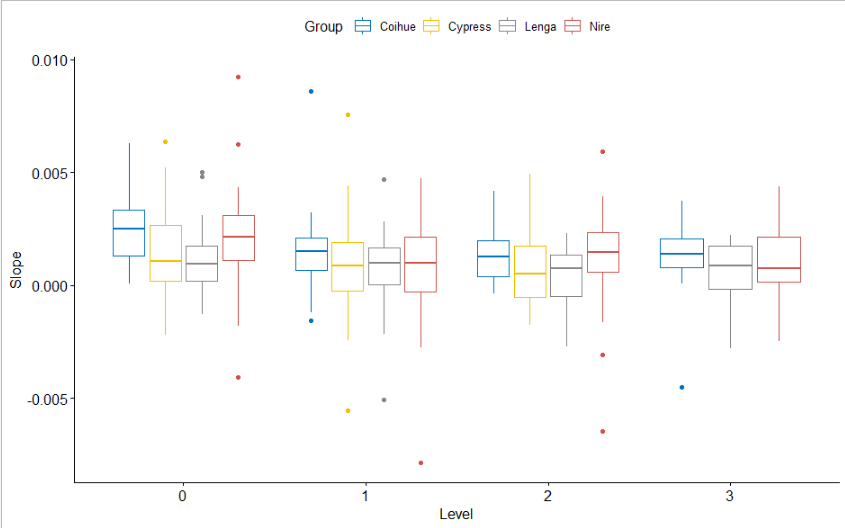 Group Coihue Cypress Lenga Nire
0.010
0.005
0.000
-0.005
Slope
0 1 2 3
Level